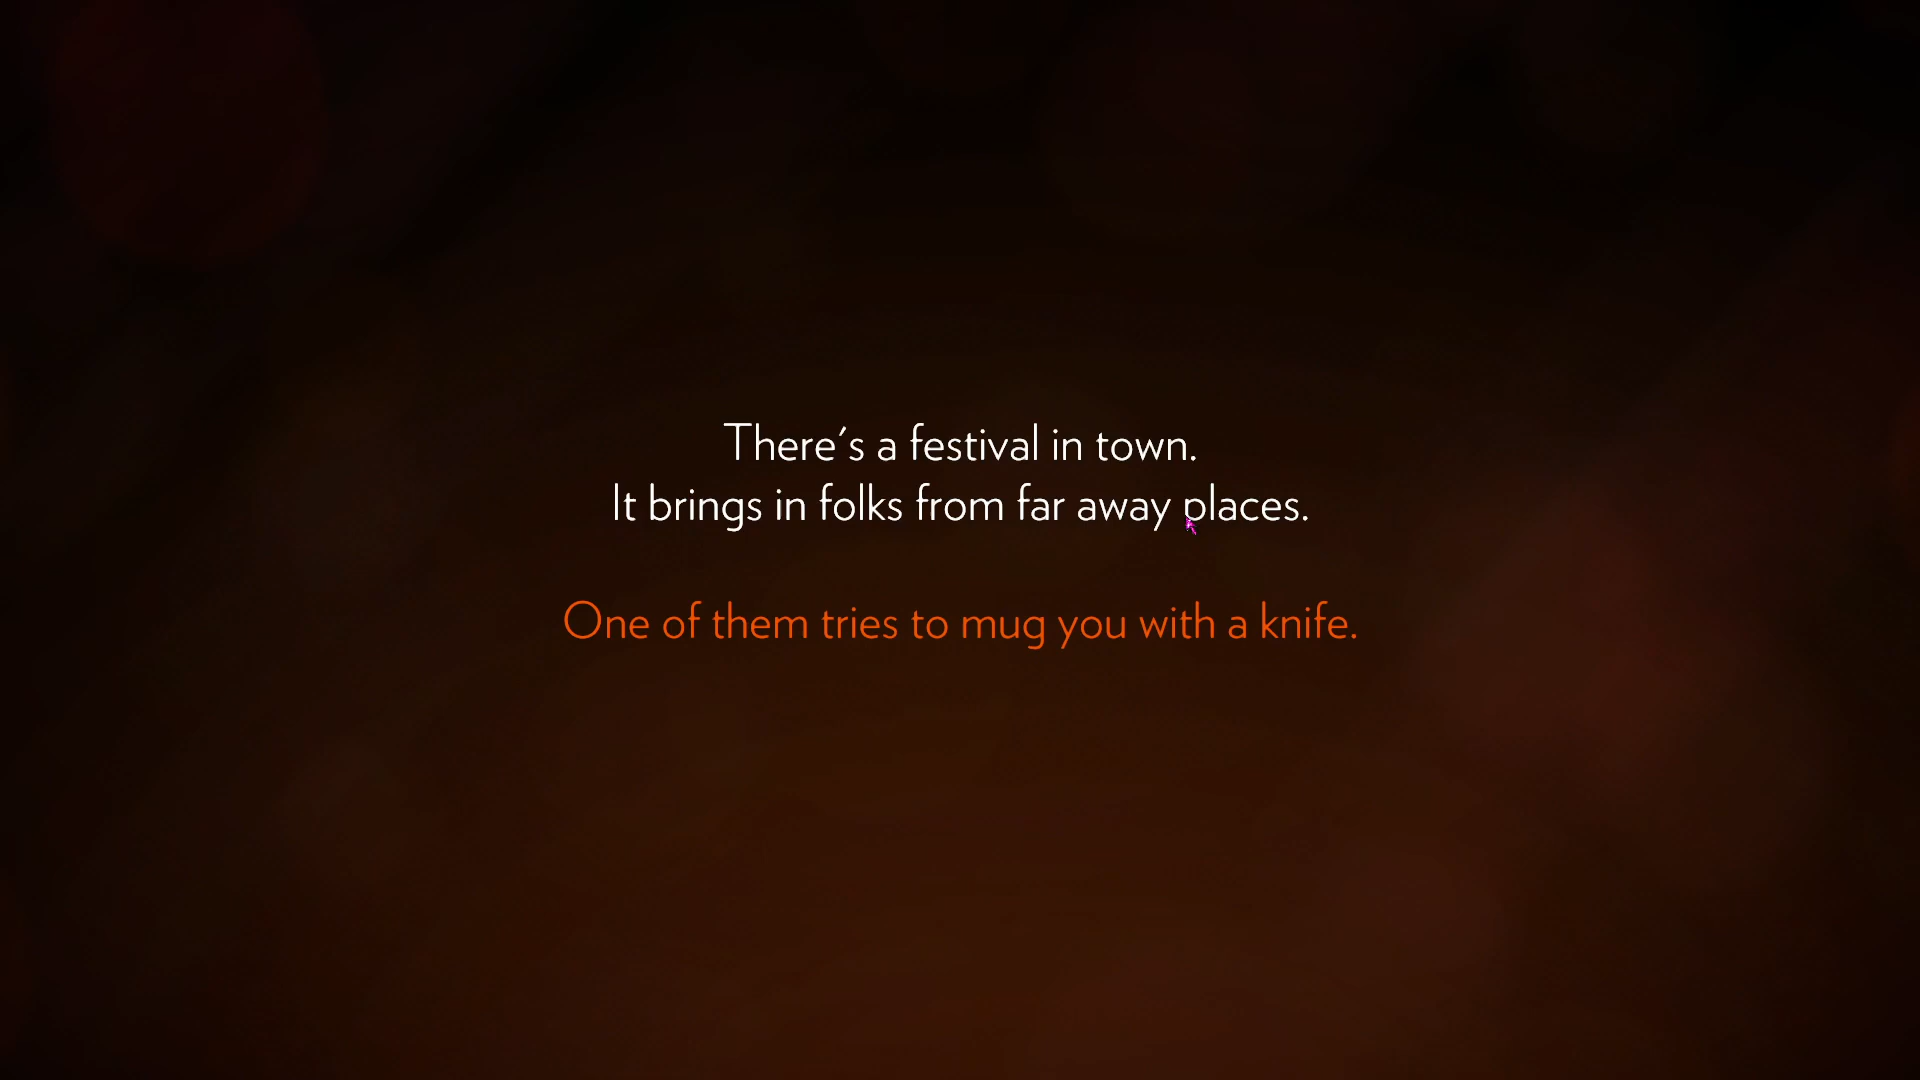 There's a festival in town.
It brings in folks from far away places.
One of them tries to mug you with a knife.